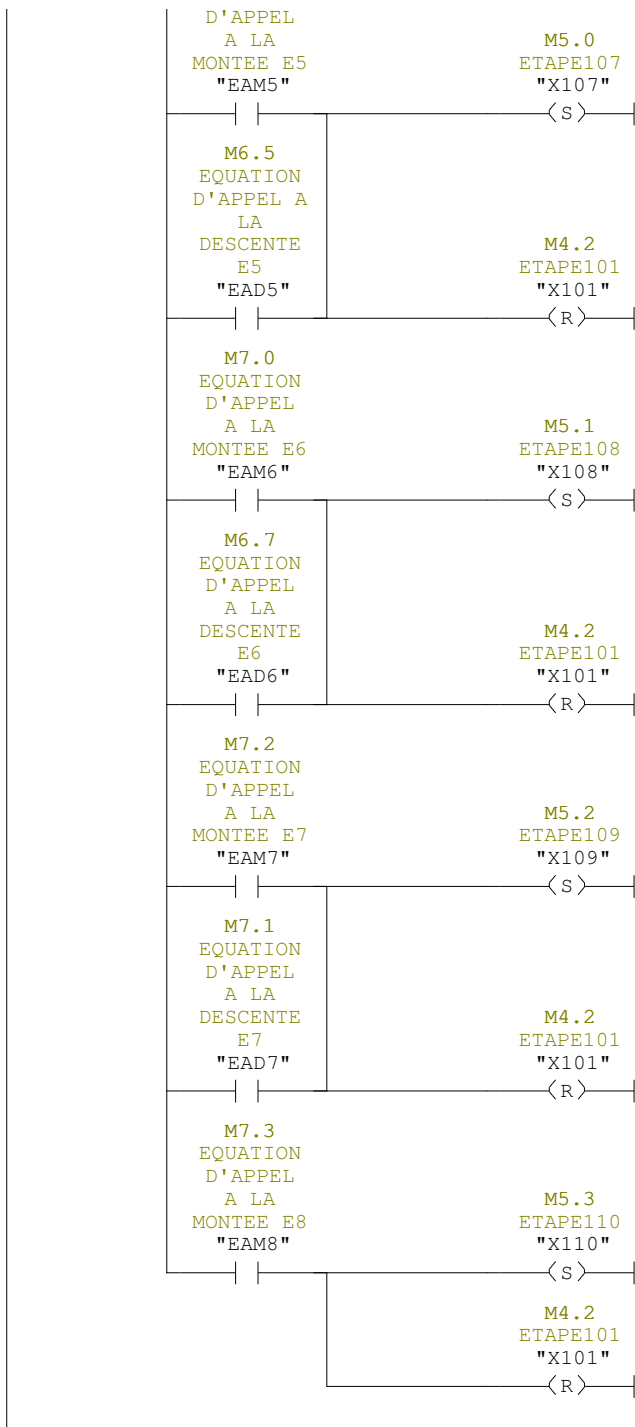 D'APPEL
A LA
MONTEE E5
"EAM5"
M5.0
ETAPE107
"X107"
S
M6.5
EQUATION
D'APPEL A
LA
DESCENTE
E5
"EAD5"
M4.2
ETAPE101
"X101"
R
M7.0
EQUATION
D'APPEL
A LA
MONTEE E6
"EAM6"
M5.1
ETAPE108
"X108"
S
M6.7
EQUATION
D'APPEL
A LA
DESCENTE
E6
"EAD6"
M4.2
ETAPE101
"X101"
R
M7.2
EQUATION
D'APPEL
A LA
MONTEE E7
"EAM7"
M5.2
ETAPE109
"X109"
S
M7.1
EQUATION
D'APPEL
A LA
DESCENTE
E7
"EAD7"
M4.2
ETAPE101
"X101"
R
M7.3
EQUATION
D'APPEL
A LA
MONTEE E8
"EAM8"
M5.3
ETAPE110
"X110"
S
M4.2
ETAPE101
"X101"
R